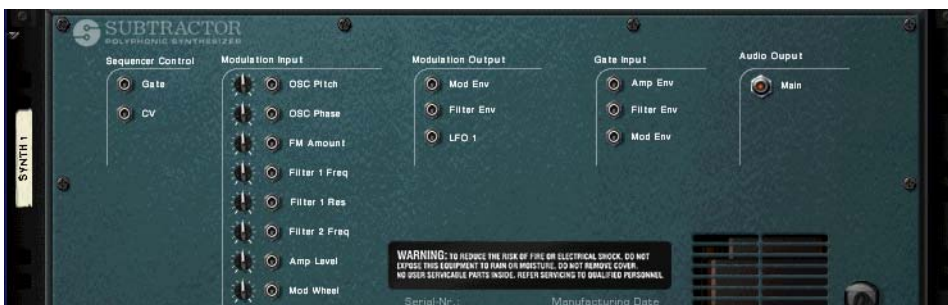 SUBTRACTOR
POLYPHONIC SYNTHESIZER
Sequencer Control
Gate
CV
Modulation Input
OSC Pitch
OSC Phase
FM Amount
Filter 1 Freq
Filter 1 Res
Filter 2 Freq
Amp Level
Mod Wheel
Modulation Output
Mod Env
Filter Env
LFO 1
Gate Input
Amp Env
Filter Env
Mod Env
Audio Ouput
Main
SYNTH 1
WARNING: TO REDUCE THE RISK OF FIRE OR ELECTRICAL SHOCK, DO NOT
EXPOSE THIS EQUIPMENT TO RAIN OR MOISTURE. DO NOT REMOVE COVER.
NO USER SERVICABLE PARTS INSIDE. REFER SERVICING TO QUALIFIED PERSONNEL
Serial-Nr.:
Manufacturing Date